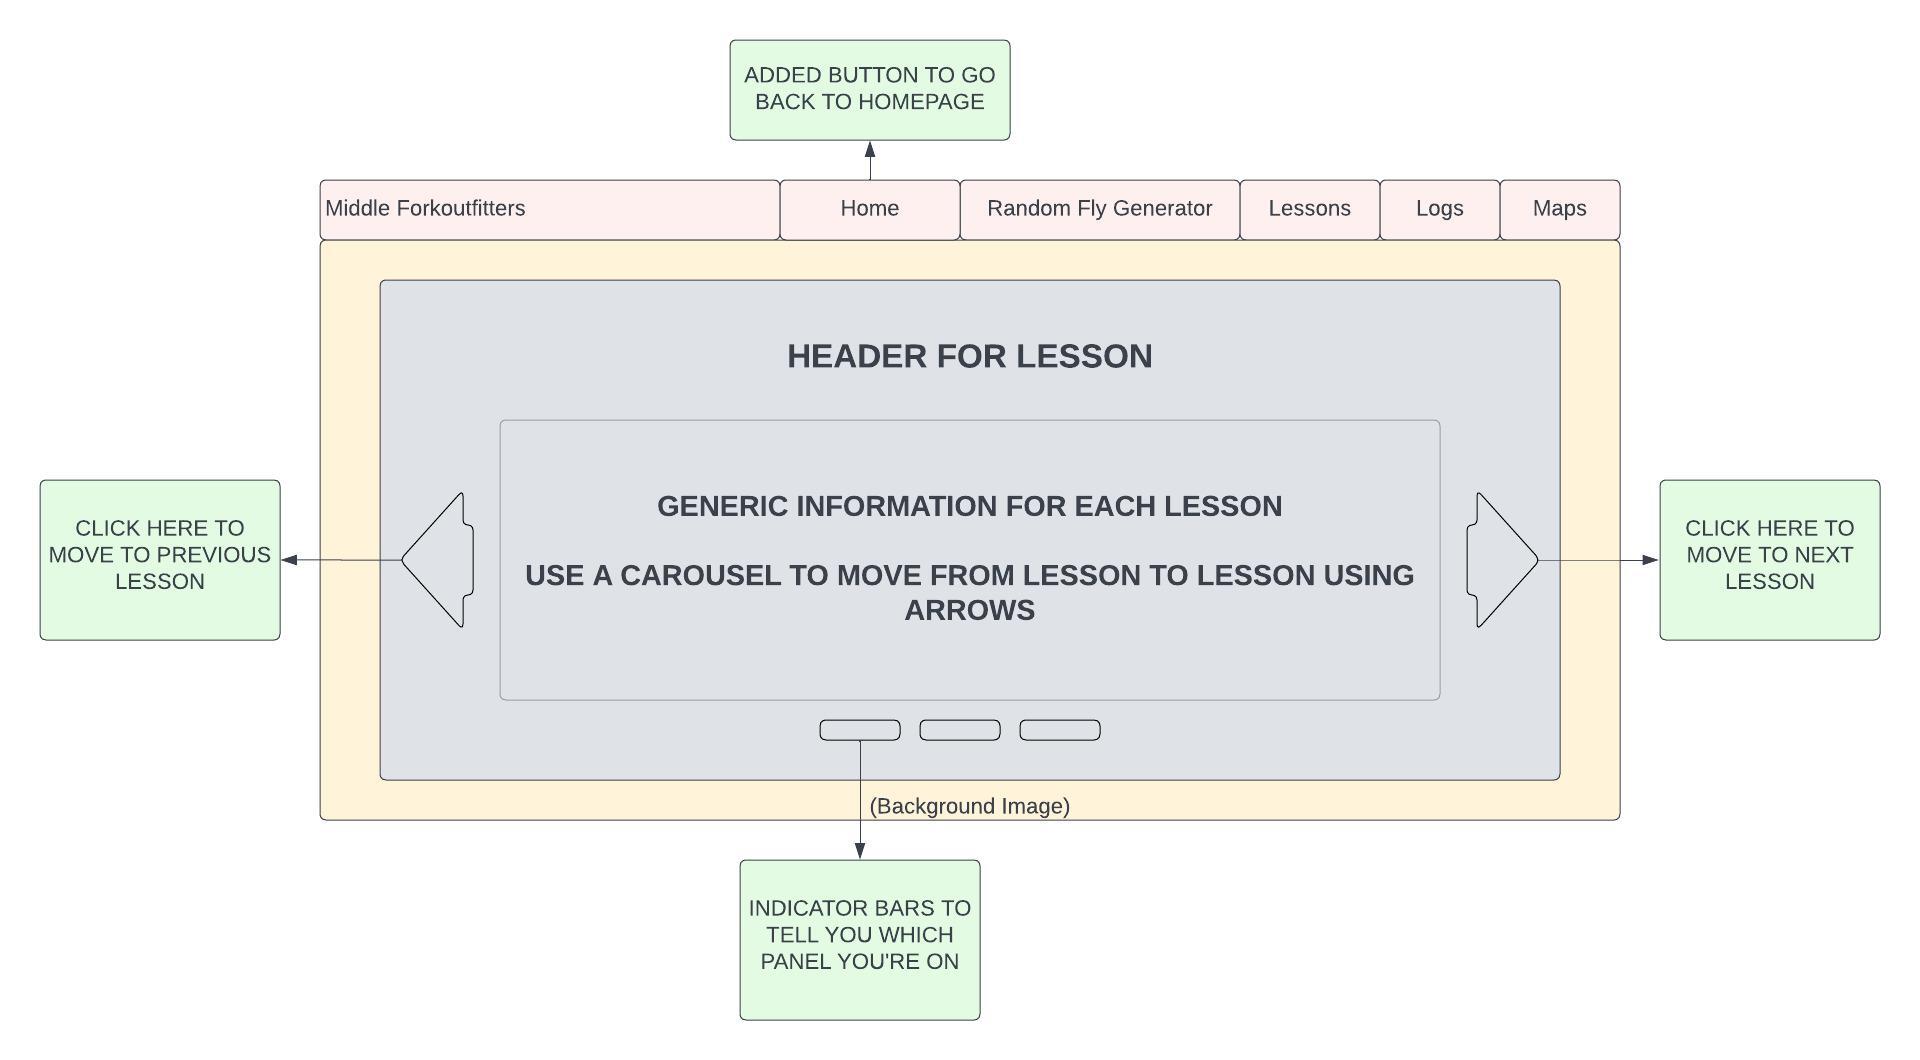 ADDED BUTTON TO GO
BACK TO HOMEPAGE
Middle Forkoutfitters
Home
Random Fly Generator
Lessons
Logs
Maps
HEADER FOR LESSON
GENERIC INFORMATION FOR EACH LESSON
USE A CAROUSEL TO MOVE FROM LESSON TO LESSON USING
ARROWS
CLICK HERE TO
MOVE TO PREVIOUS
LESSON
CLICK HERE TO
MOVE TO NEXT
LESSON
(Background Image)
INDICATOR BARS TO
TELL YOU WHICH
PANEL YOU'RE ON